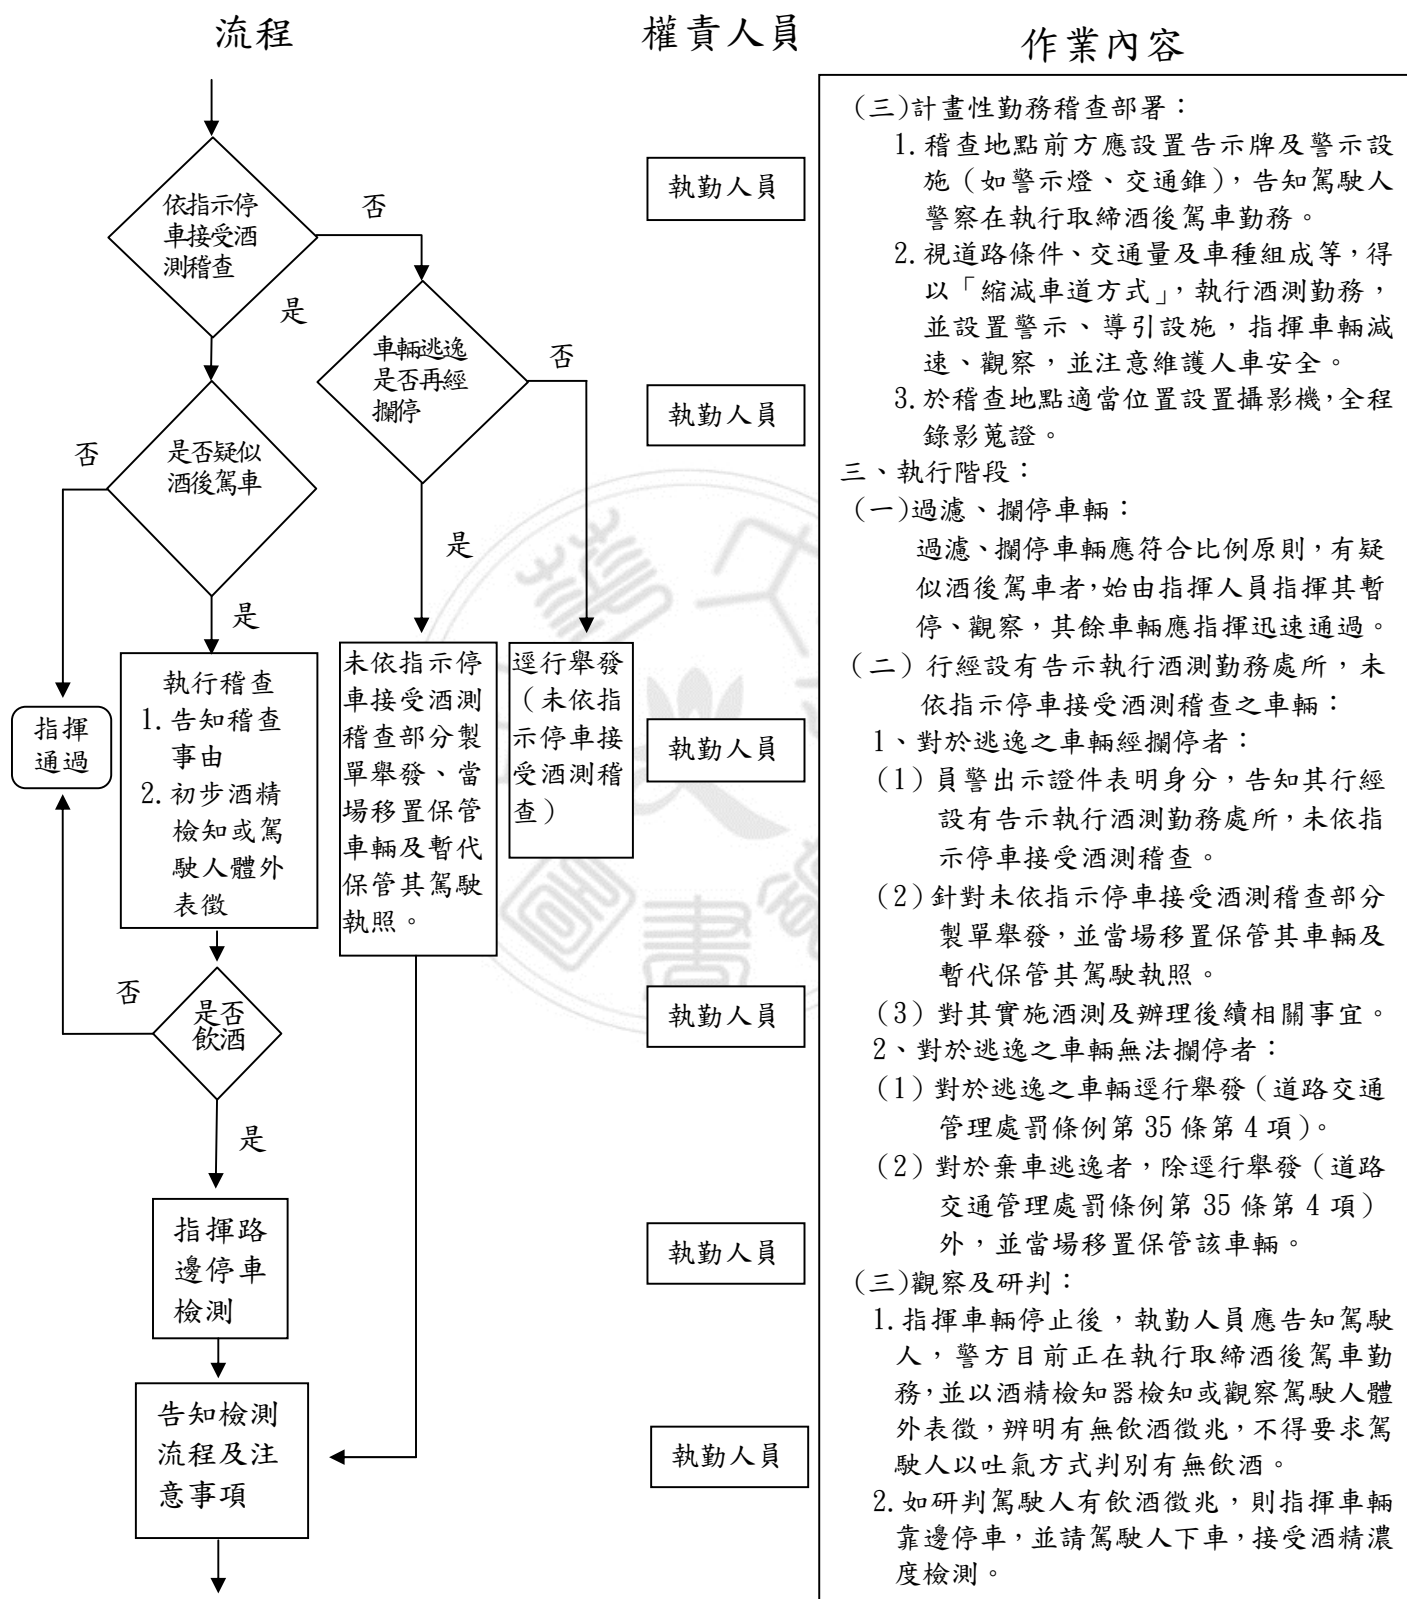 流程
權責人員
作業內容
依指示停
車接受酒
測稽查
否
是
車輛逃逸
是否再經
攔停
否
是
是否疑似
酒後駕車
否
是
執行稽查
1.告知稽查
事由
2.初步酒精
檢知或駕
駛人體外
表徵
指揮
通過
未依指示停
車接受酒測
稽查部分製
單舉發、當
場移置保管
車輛及暫代
保管其駕駛
執照。
逕行舉發
（未依指
示停車接
受酒測稽
查）
是否
飲酒
否
是
指揮路
邊停車
檢測
告知檢測
流程及注
意事項
執勤人員
執勤人員
執勤人員
執勤人員
執勤人員
執勤人員
(三)計畫性勤務稽查部署：
1.稽查地點前方應設置告示牌及警示設
施（如警示燈、交通錐），告知駕駛人
警察在執行取締酒後駕車勤務。
2.視道路條件、交通量及車種組成等，得
以「縮減車道方式」，執行酒測勤務，
並設置警示、導引設施，指揮車輛減
速、觀察，並注意維護人車安全。
3.於稽查地點適當位置設置攝影機，全程
錄影蒐證。
三、執行階段：
(一)過濾、攔停車輛：
過濾、攔停車輛應符合比例原則，有疑
似酒後駕車者，始由指揮人員指揮其暫
停、觀察，其餘車輛應指揮迅速通過。
(二) 行經設有告示執行酒測勤務處所，未
依指示停車接受酒測稽查之車輛：
1、對於逃逸之車輛經攔停者：
（1）員警出示證件表明身分，告知其行經
設有告示執行酒測勤務處所，未依指
示停車接受酒測稽查。
（2）針對未依指示停車接受酒測稽查部分
製單舉發，並當場移置保管其車輛及
暫代保管其駕駛執照。
（3）對其實施酒測及辦理後續相關事宜。
2、對於逃逸之車輛無法攔停者：
（1）對於逃逸之車輛逕行舉發（道路交通
管理處罰條例第 35 條第 4 項）。
（2）對於棄車逃逸者，除逕行舉發（道路
交通管理處罰條例第 35 條第 4 項）
外，並當場移置保管該車輛。
(三)觀察及研判：
1.指揮車輛停止後，執勤人員應告知駕駛
人，警方目前正在執行取締酒後駕車勤
務，並以酒精檢知器檢知或觀察駕駛人體
外表徵，辨明有無飲酒徵兆，不得要求駕
駛人以吐氣方式判別有無飲酒。
2.如研判駕駛人有飲酒徵兆，則指揮車輛
靠邊停車，並請駕駛人下車，接受酒精濃
度檢測。